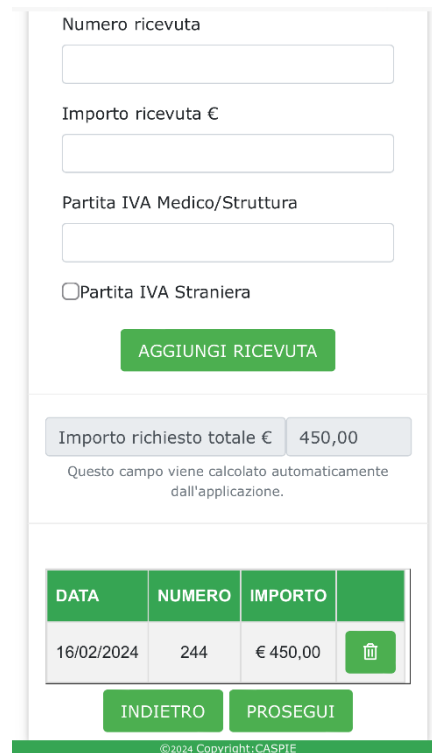 Numero ricevuta
Importo ricevuta €
Partita IVA Medico/Struttura
Partita IVA Straniera
AGGIUNGI RICEVUTA
Importo richiesto totale € 450,00
Questo campo viene calcolato automaticamente
dall'applicazione.
DATA NUMERO IMPORTO
16/02/2024 244 € 450,00
INDIETRO PROSEGUI
©2024 Copyright:CASPIE